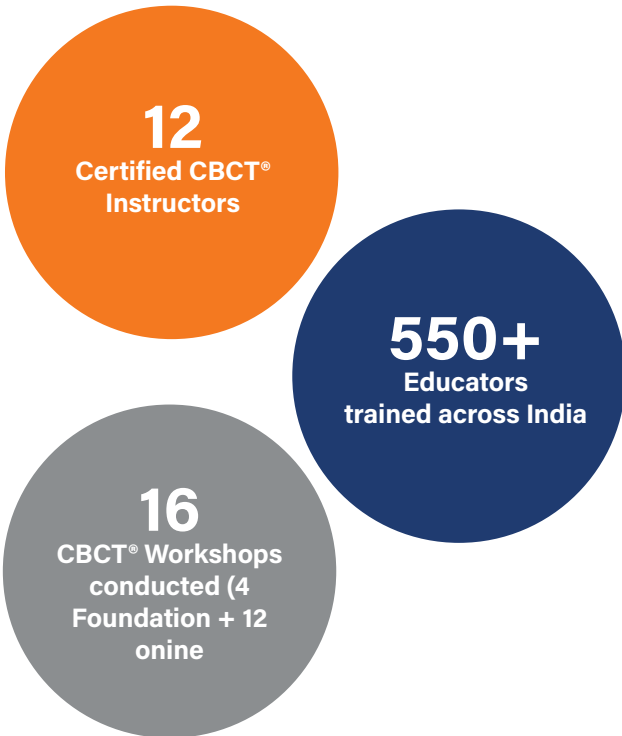 12
Certified CBCT®
Instructors
550+
Educators
trained across India
16
CBCT® Workshops
conducted (4
Foundation + 12
onine